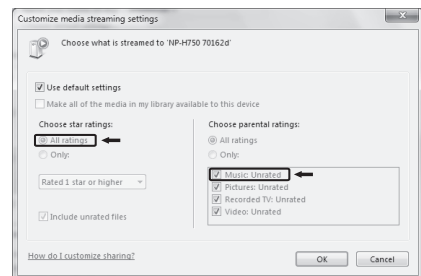 Customize media streaming settings
Choose what is streamed to 'NP-H750 70162d'
Use default settings
Make all of the media in my library available to this device
Choose star ratings:
All ratings
Only:
Rated 1 star or higher
Include unrated files
Choose parental ratings:
All ratings
Only:
Music: Unrated
Pictures: Unrated
Recorded TV: Unrated
Video: Unrated
How do I customize sharing?
OK
Cancel